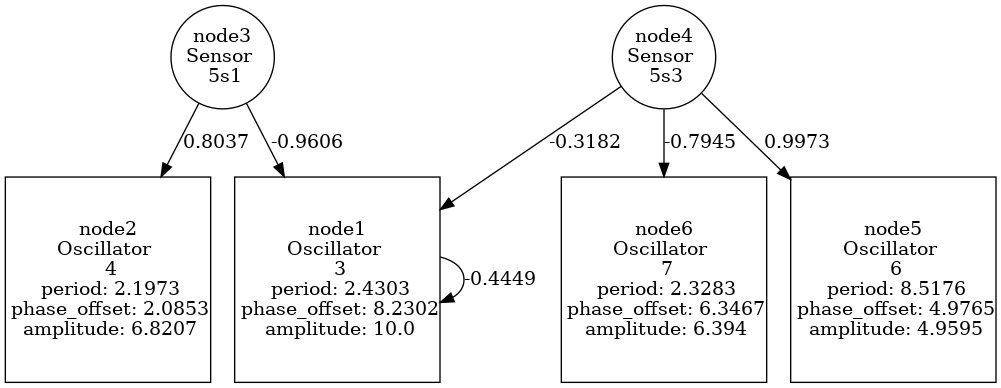 node3
Sensor
5s1
node4
Sensor
5s3
0.8037
-0.9606
-0.3182
-0.7945
0.9973
node2
Oscillator
4
period: 2.1973
phase_offset: 2.0853
amplitude: 6.8207
node1
Oscillator
3
period: 2.4303
phase_offset: 8.2302
amplitude: 10.0
-0.4449
node6
Oscillator
7
period: 2.3283
phase_offset: 6.3467
amplitude: 6.394
node5
Oscillator
6
period: 8.5176
phase_offset: 4.9765
amplitude: 4.9595